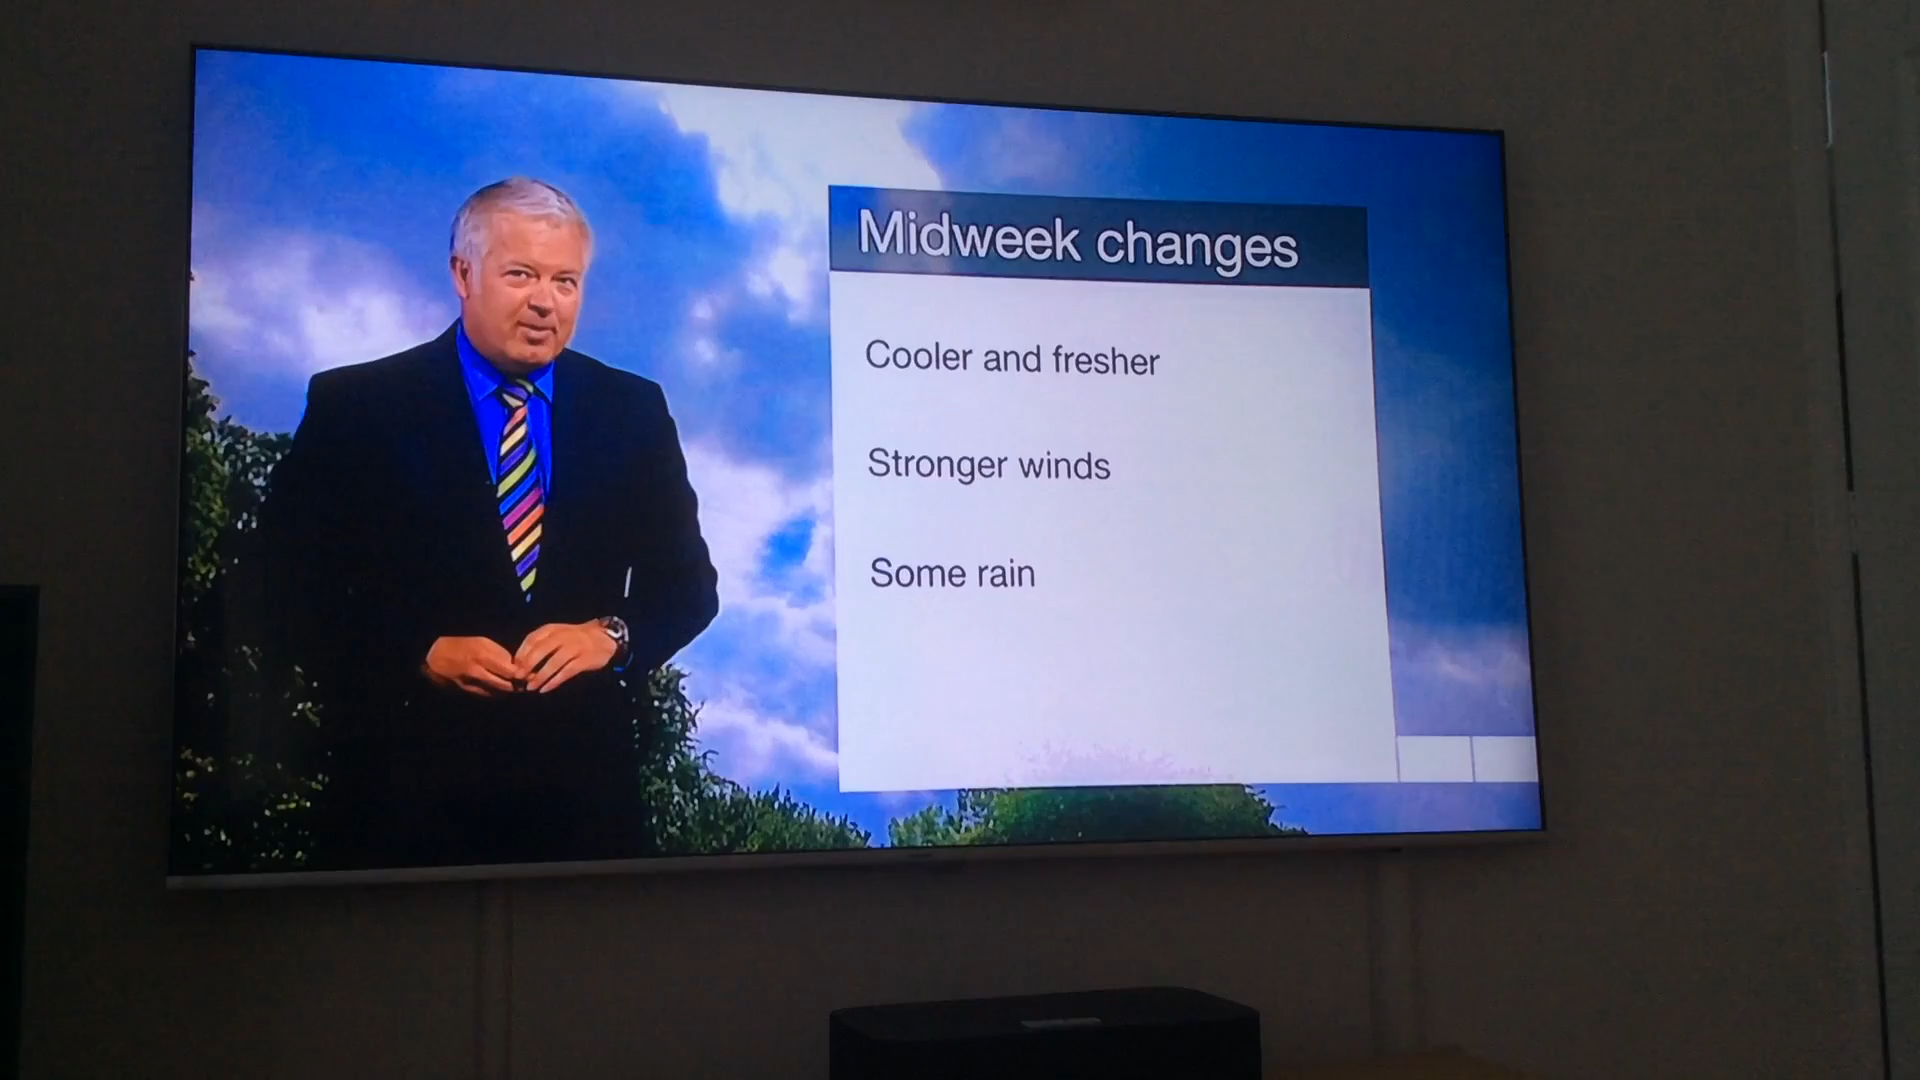 Midweek changes
Cooler and fresher
Stronger winds
Some rain